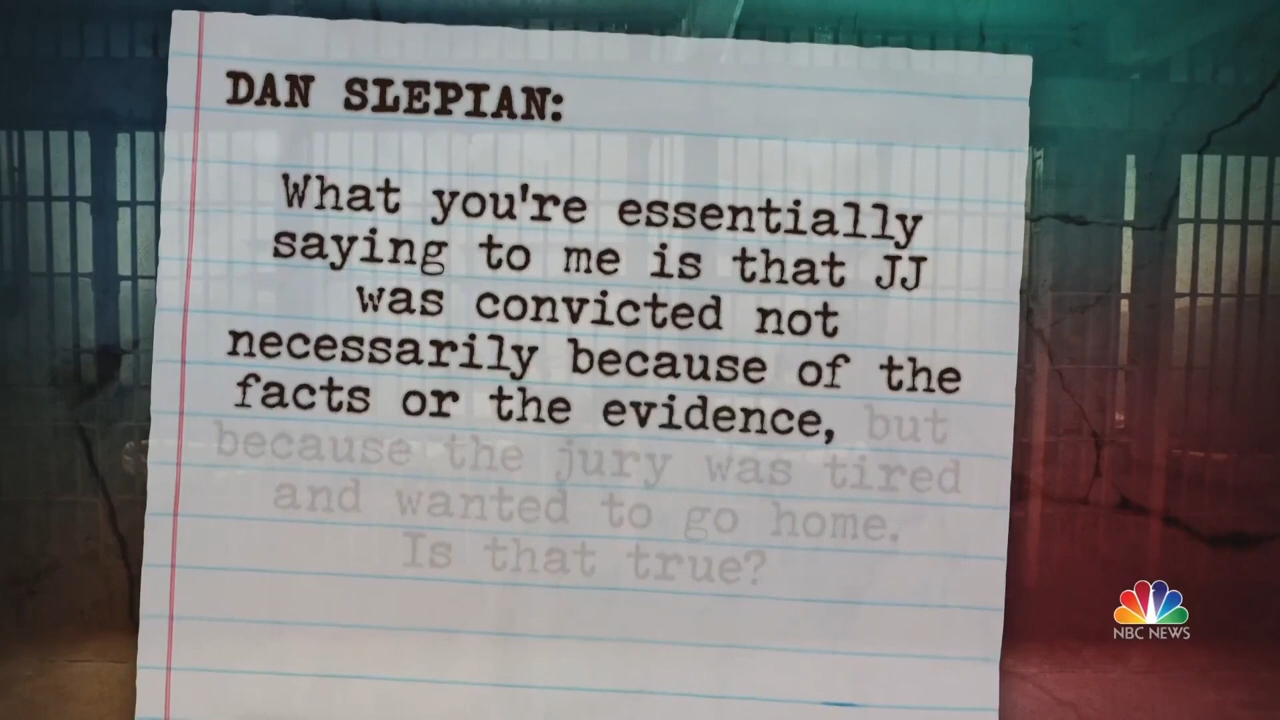 DAN SLEPIAN:
What you're essentially
saying to me is that JJ
was convicted not
necessarily because of the
facts or the evidence, but
because the jury was tired
and wanted to go home.
Is that true?
NBC NEWS